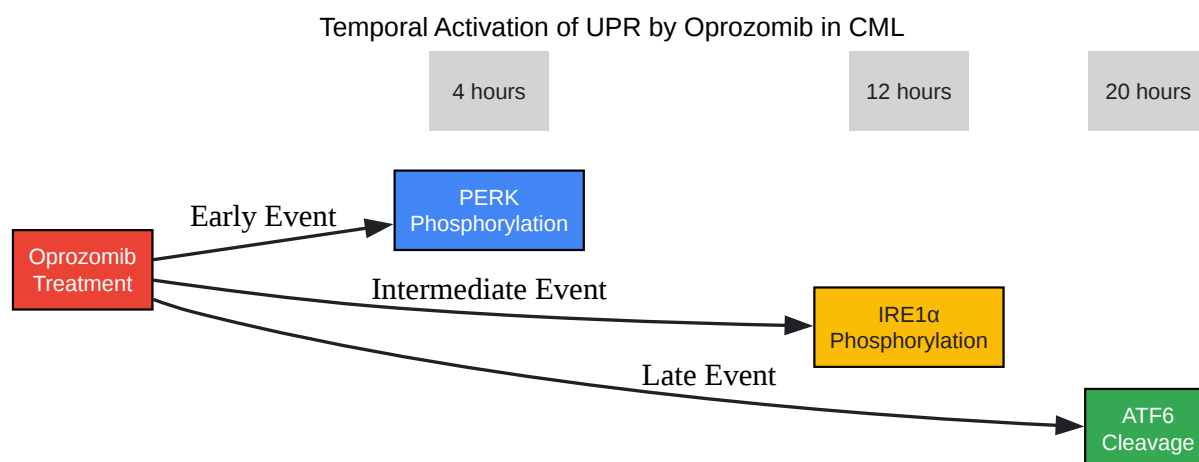 Temporal Activation of UPR by Oprozomib in CML
4 hours
12 hours
20 hours
PERK
Phosphorylation
Early Event
Oprozomib
Treatment
Intermediate Event
IRE1α
Phosphorylation
Late Event
ATF6
Cleavage